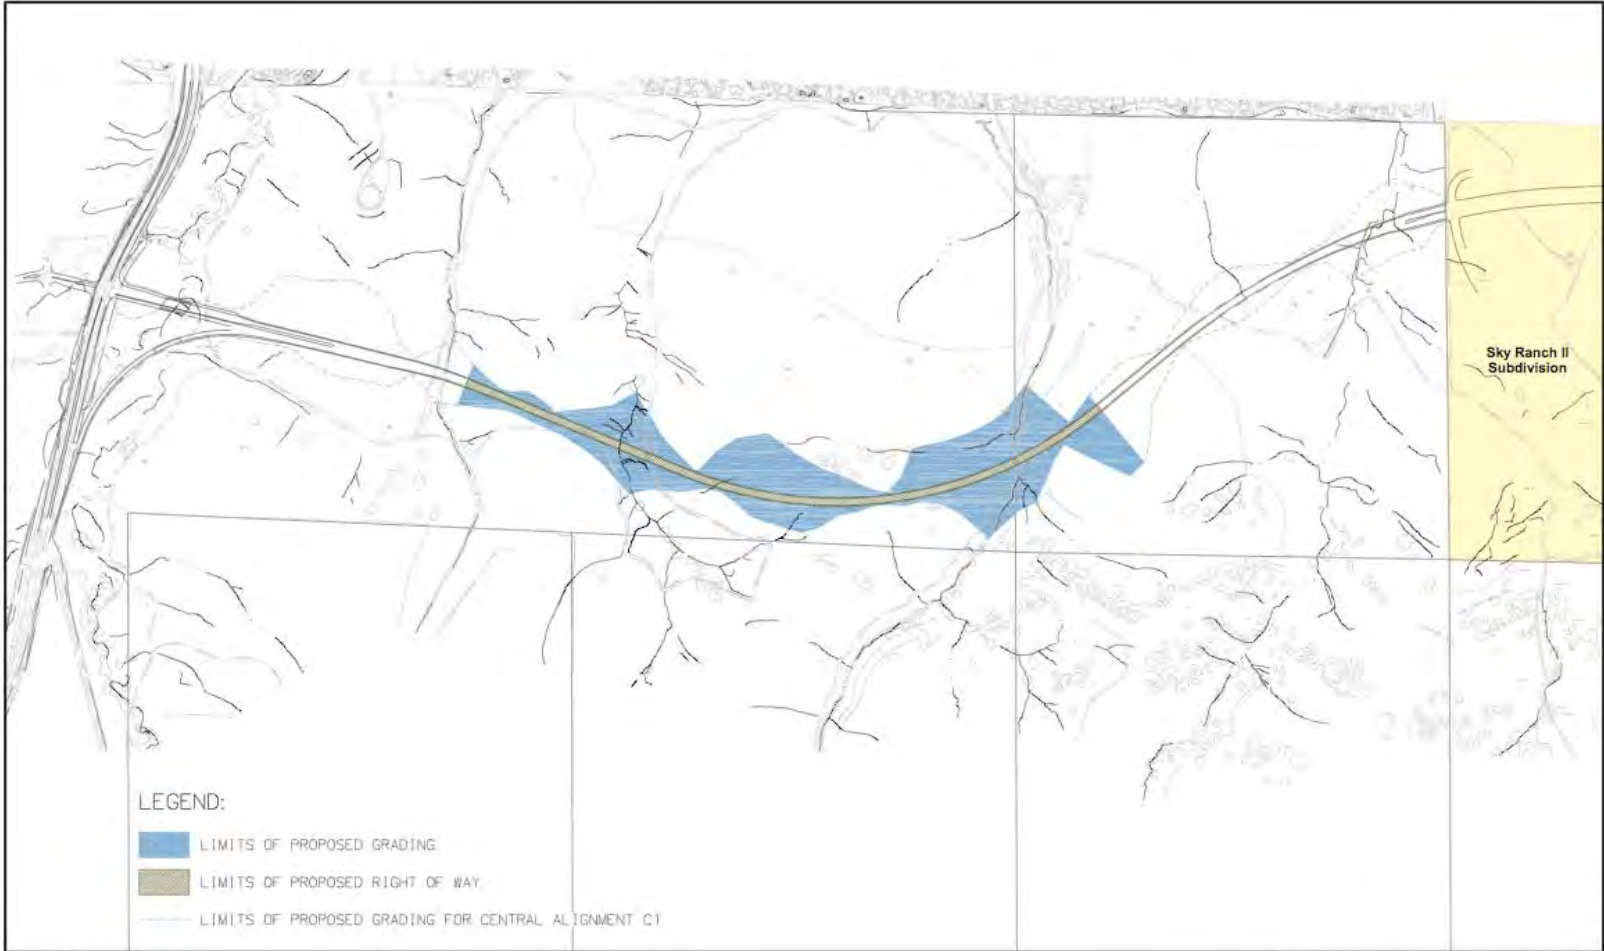 Sky Ranch II
Subdivision
LEGEND:
LIMITS OF PROPOSED GRADING
LIMITS OF PROPOSED RIGHT OF WAY
LIMITS OF PROPOSED GRADING FOR CENTRAL ALIGNMENT C1